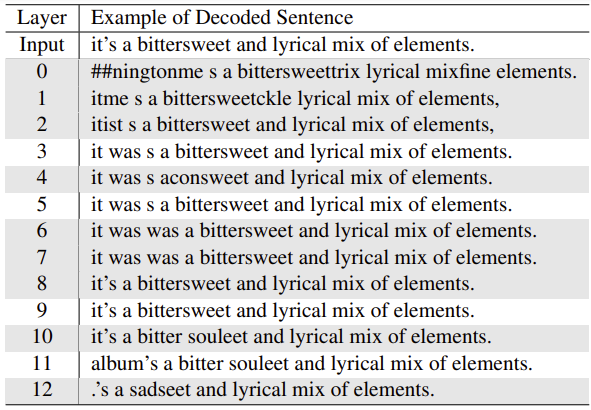 Layer Example of Decoded Sentence
Input it's a bittersweet and lyrical mix of elements.
0 ##ningtonme s a bittersweettrix lyrical mixfine elements.
1 itme s a bittersweetckle lyrical mix of elements,
2 itist s a bittersweet and lyrical mix of elements,
3 it was s a bittersweet and lyrical mix of elements.
4 it was s aconsweet and lyrical mix of elements.
5 it was s a bittersweet and lyrical mix of elements.
6 it was was a bittersweet and lyrical mix of elements.
7 it was was a bittersweet and lyrical mix of elements.
8 it's a bittersweet and lyrical mix of elements.
9 it's a bittersweet and lyrical mix of elements.
10 it's a bitter souleet and lyrical mix of elements.
11 album's a bitter souleet and lyrical mix of elements.
12 .'s a sadseet and lyrical mix of elements.